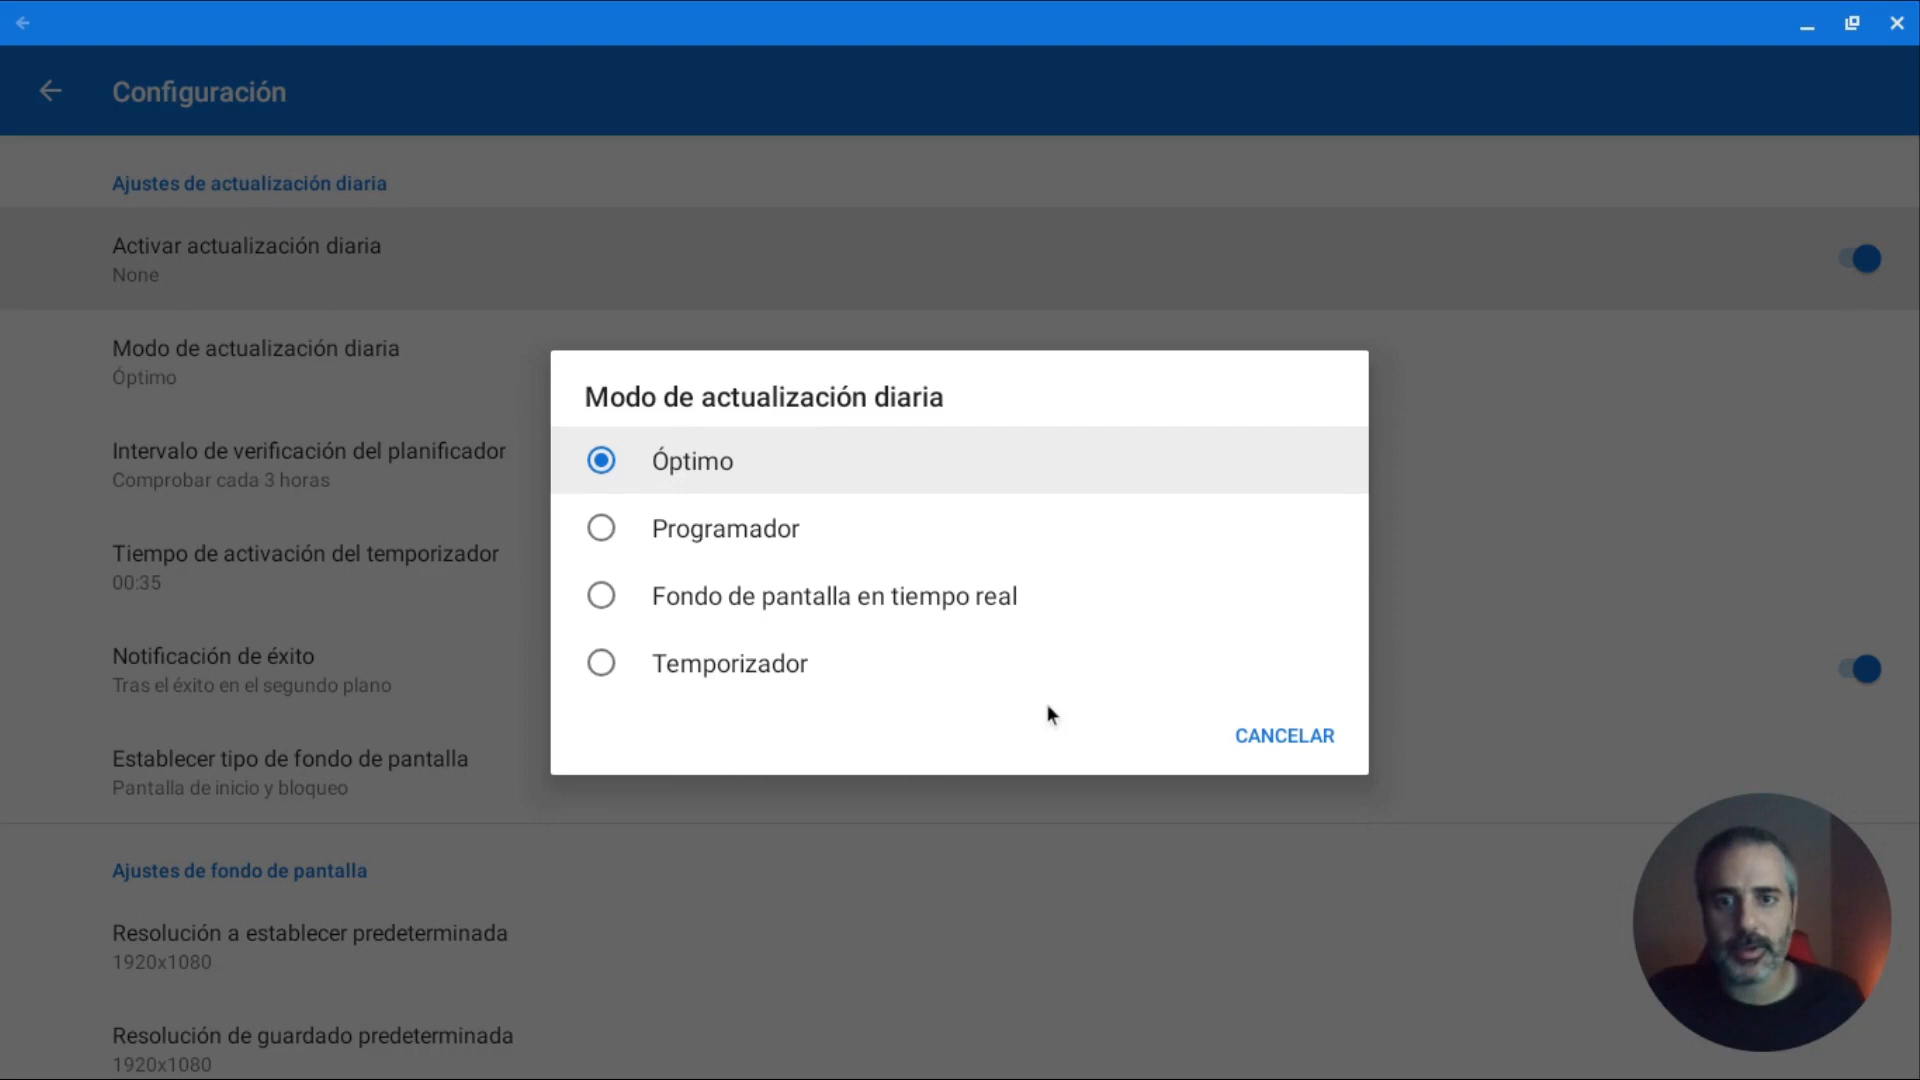 Configuración
Ajustes de actualización diaria
Activar actualización diaria
None
Modo de actualización diaria
Óptimo
Intervalo de verificación del planificador
Comprobar cada 3 horas
Tiempo de activación del temporizador
00:35
Notificación de éxito
Tras el éxito en el segundo plano
Establecer tipo de fondo de pantalla
Pantalla de inicio y bloqueo
Ajustes de fondo de pantalla
Resolución a establecer predeterminada
1920x1080
Resolución de guardado predeterminada
1920x1080
Modo de actualización diaria
Óptimo
Programador
Fondo de pantalla en tiempo real
Temporizador
CANCELAR